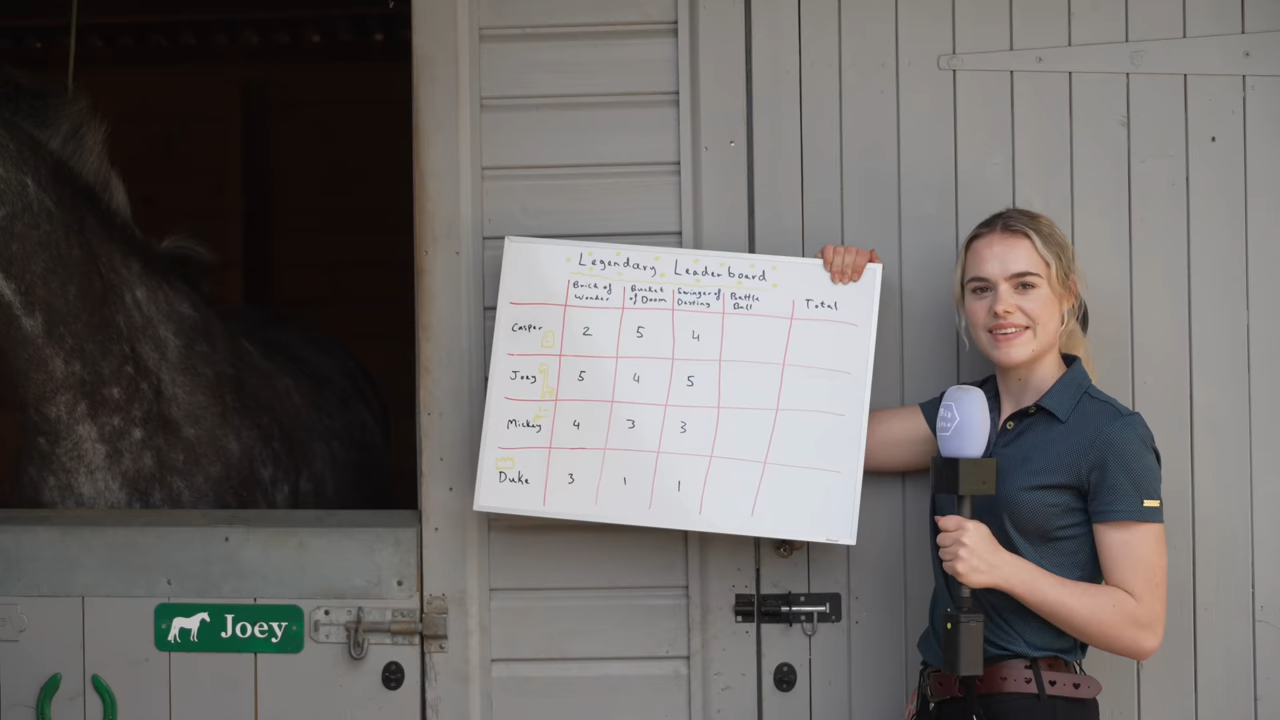 Legendary Leaderboard
Brick of Wonder Bucket of Doom Swinger of Destiny Battle Ball Total
Casper 2 5 4
Joey 5 4 5
Mickey 4 3 3
Duke 3 1 1
Joey